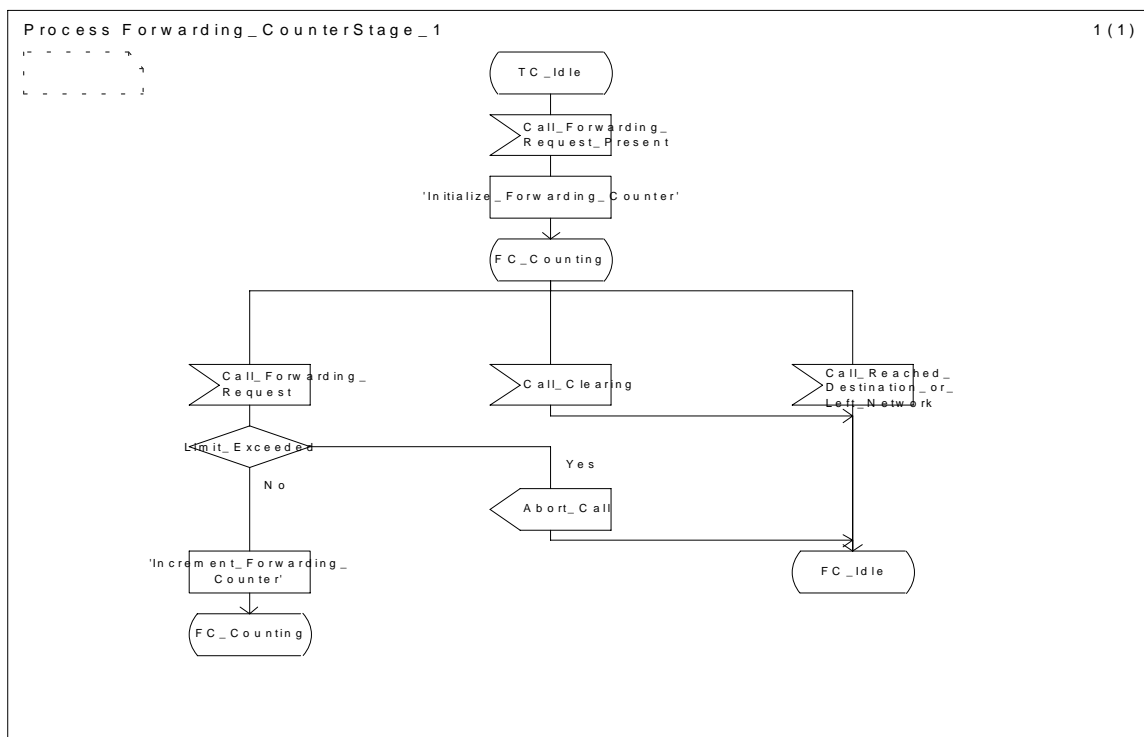 Process Forwarding_CounterStage_1
1(1)
TC_Idle
Call_Forwarding_
Request_Present
'Initialize_Forwarding_Counter'
FC_Counting
Call_Forwarding_
Request
Call_Clearing
Call_Reached_
Destination_or_
Left_Network
Limit_Exceeded
Yes
No
Abort_Call
'Increment_Forwarding_
Counter'
FC_Idle
FC_Counting